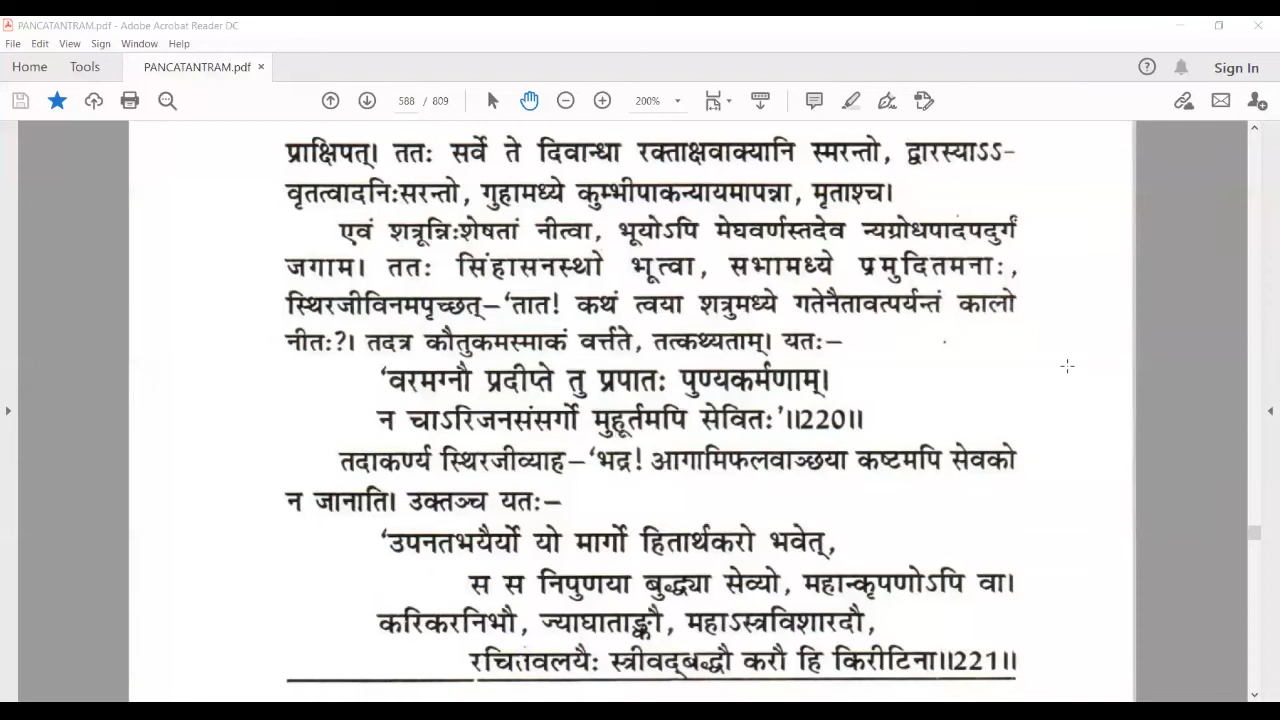 PANCATANTRAM.pdf - Adobe Acrobat Reader DC
File Edit View Sign Window Help
Home Tools PANCATANTRAM.pdf × Sign In
588 / 809 200%
प्राक्षिपत्। ततः सर्वे ते दिवान्धा रक्ताक्षवाक्यानि स्मरन्तो, द्वारस्याऽऽ-
वृतत्वादनिःसरन्तो, गुहामध्ये कुम्भीपाकन्यायमापन्ना, मृताश्च।
एवं शत्रून्निःशेषतां नीत्वा, भूयोऽपि मेघवर्णस्तदेव न्यग्रोधपादपदुर्गं
जगाम। ततः सिंहासनस्थो भूत्वा, सभामध्ये प्रमुदितमनाः,
स्थिरजीविनमपृच्छत्–‘तात! कथं त्वया शत्रुमध्ये गतेनैतावत्पर्यन्तं कालो
नीतः?। तदत्र कौतुकमस्माकं वर्त्तते, तत्कथ्यताम्। यतः–
‘वरमग्नौ प्रदीप्ते तु प्रपातः पुण्यकर्मणाम्।
न चाऽरिजनसंसर्गो मुहूर्तमपि सेवितः’॥220॥
तदाकर्ण्य स्थिरजीव्याह–‘भद्र! आगामिफलवाञ्छया कष्टमपि सेवको
न जानाति। उक्तञ्च यतः–
‘उपनतभयैर्यो यो मार्गो हितार्थकरो भवेत्,
स स निपुणया बुद्ध्या सेव्यो, महान्कृपणोऽपि वा।
करिकरनिभौ, ज्याघाताङ्कौ, महाऽस्त्रविशारदौ,
रचितवलयैः स्त्रीवद्बद्धौ करौ हि किरीटिना॥221॥